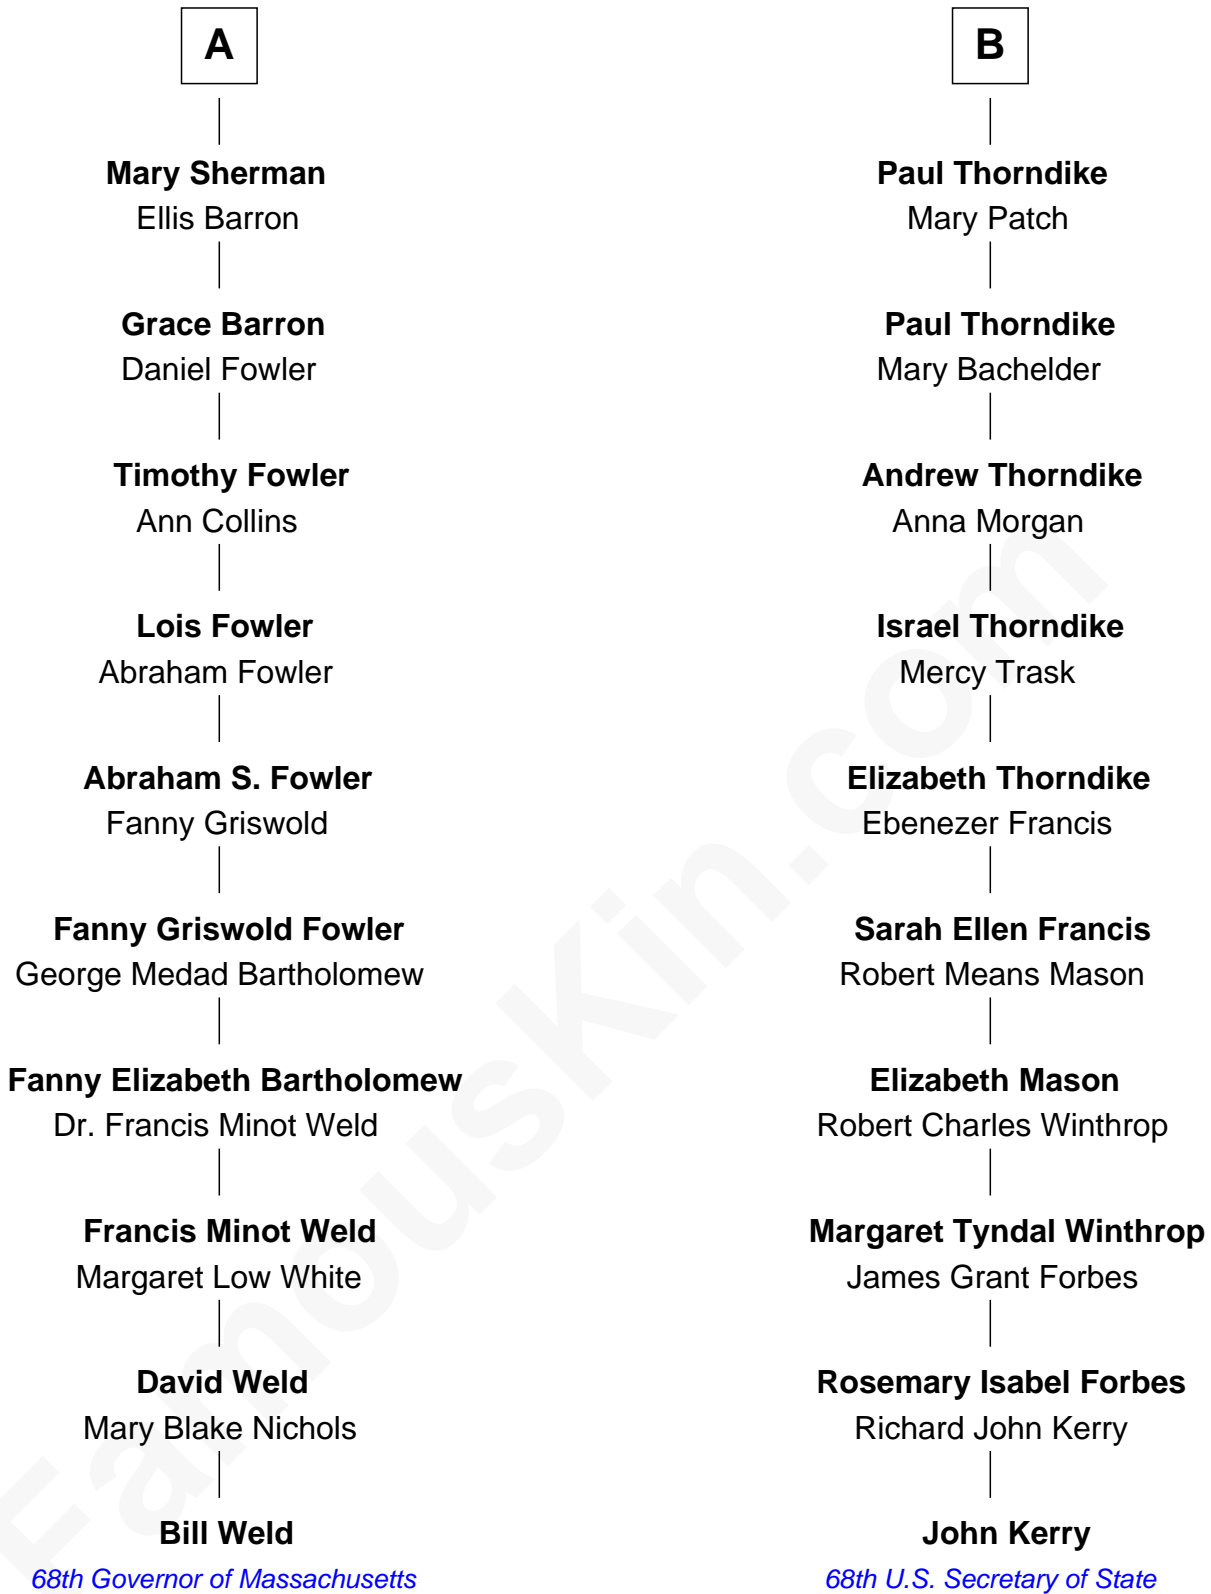 A
Mary Sherman
Ellis Barron
Grace Barron
Daniel Fowler
Timothy Fowler
Ann Collins
Lois Fowler
Abraham Fowler
Abraham S. Fowler
Fanny Griswold
Fanny Griswold Fowler
George Medad Bartholomew
Fanny Elizabeth Bartholomew
Dr. Francis Minot Weld
Francis Minot Weld
Margaret Low White
David Weld
Mary Blake Nichols
Bill Weld
68th Governor of Massachusetts
B
Paul Thorndike
Mary Patch
Paul Thorndike
Mary Bachelder
Andrew Thorndike
Anna Morgan
Israel Thorndike
Mercy Trask
Elizabeth Thorndike
Ebenezer Francis
Sarah Ellen Francis
Robert Means Mason
Elizabeth Mason
Robert Charles Winthrop
Margaret Tyndal Winthrop
James Grant Forbes
Rosemary Isabel Forbes
Richard John Kerry
John Kerry
68th U.S. Secretary of State
FamousKin.com